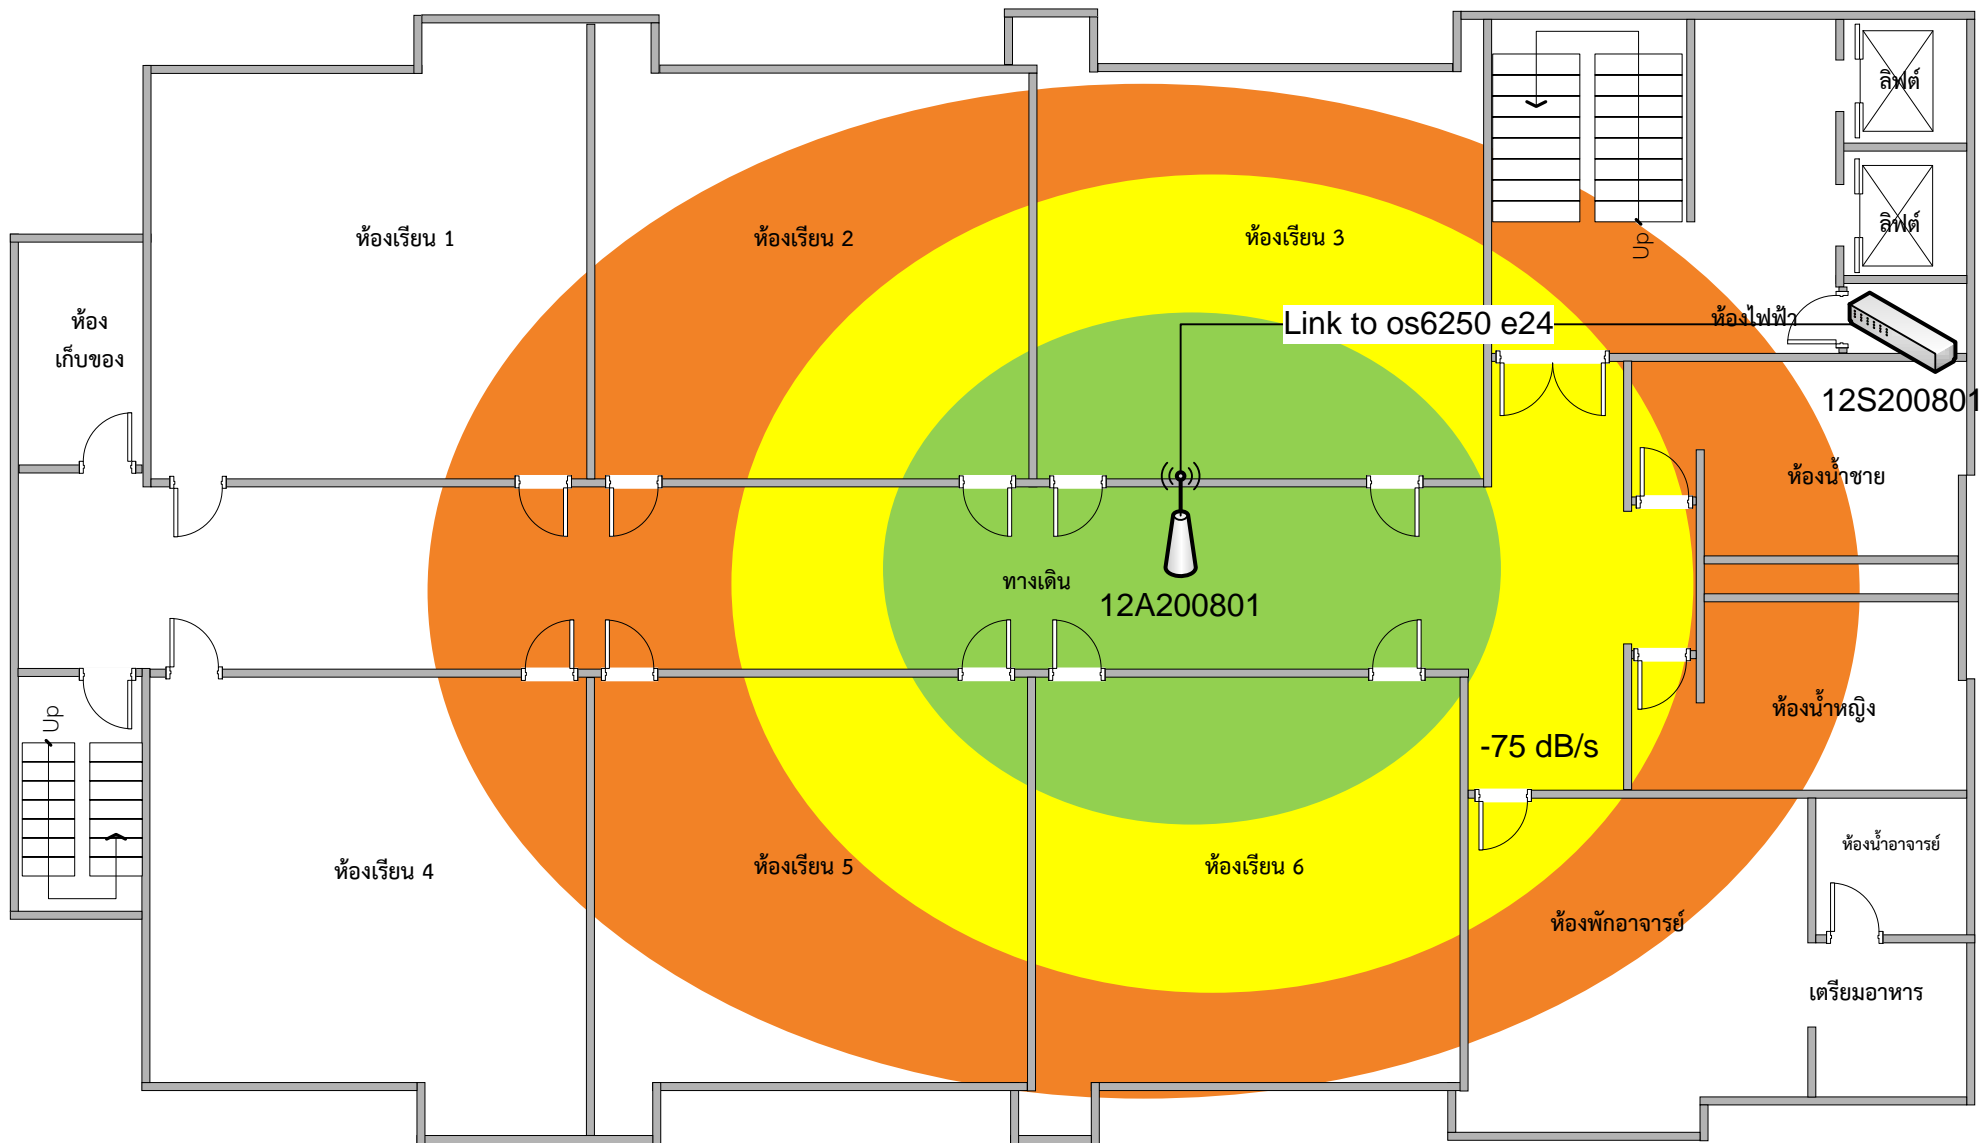 ลิฟต์
ห้องเรียน 1
ห้องเรียน 2
ห้องเรียน 3
ลิฟต์
Up
ห้อง
เก็บของ
Link to os6250 e24
ห้องไฟฟ้า
12S200801
ห้องน้ำชาย
ทางเดิน
12A200801
Up
ห้องน้ำหญิง
-75 dB/s
ห้องเรียน 4
ห้องเรียน 5
ห้องเรียน 6
ห้องน้ำอาจารย์
ห้องพักอาจารย์
เตรียมอาหาร